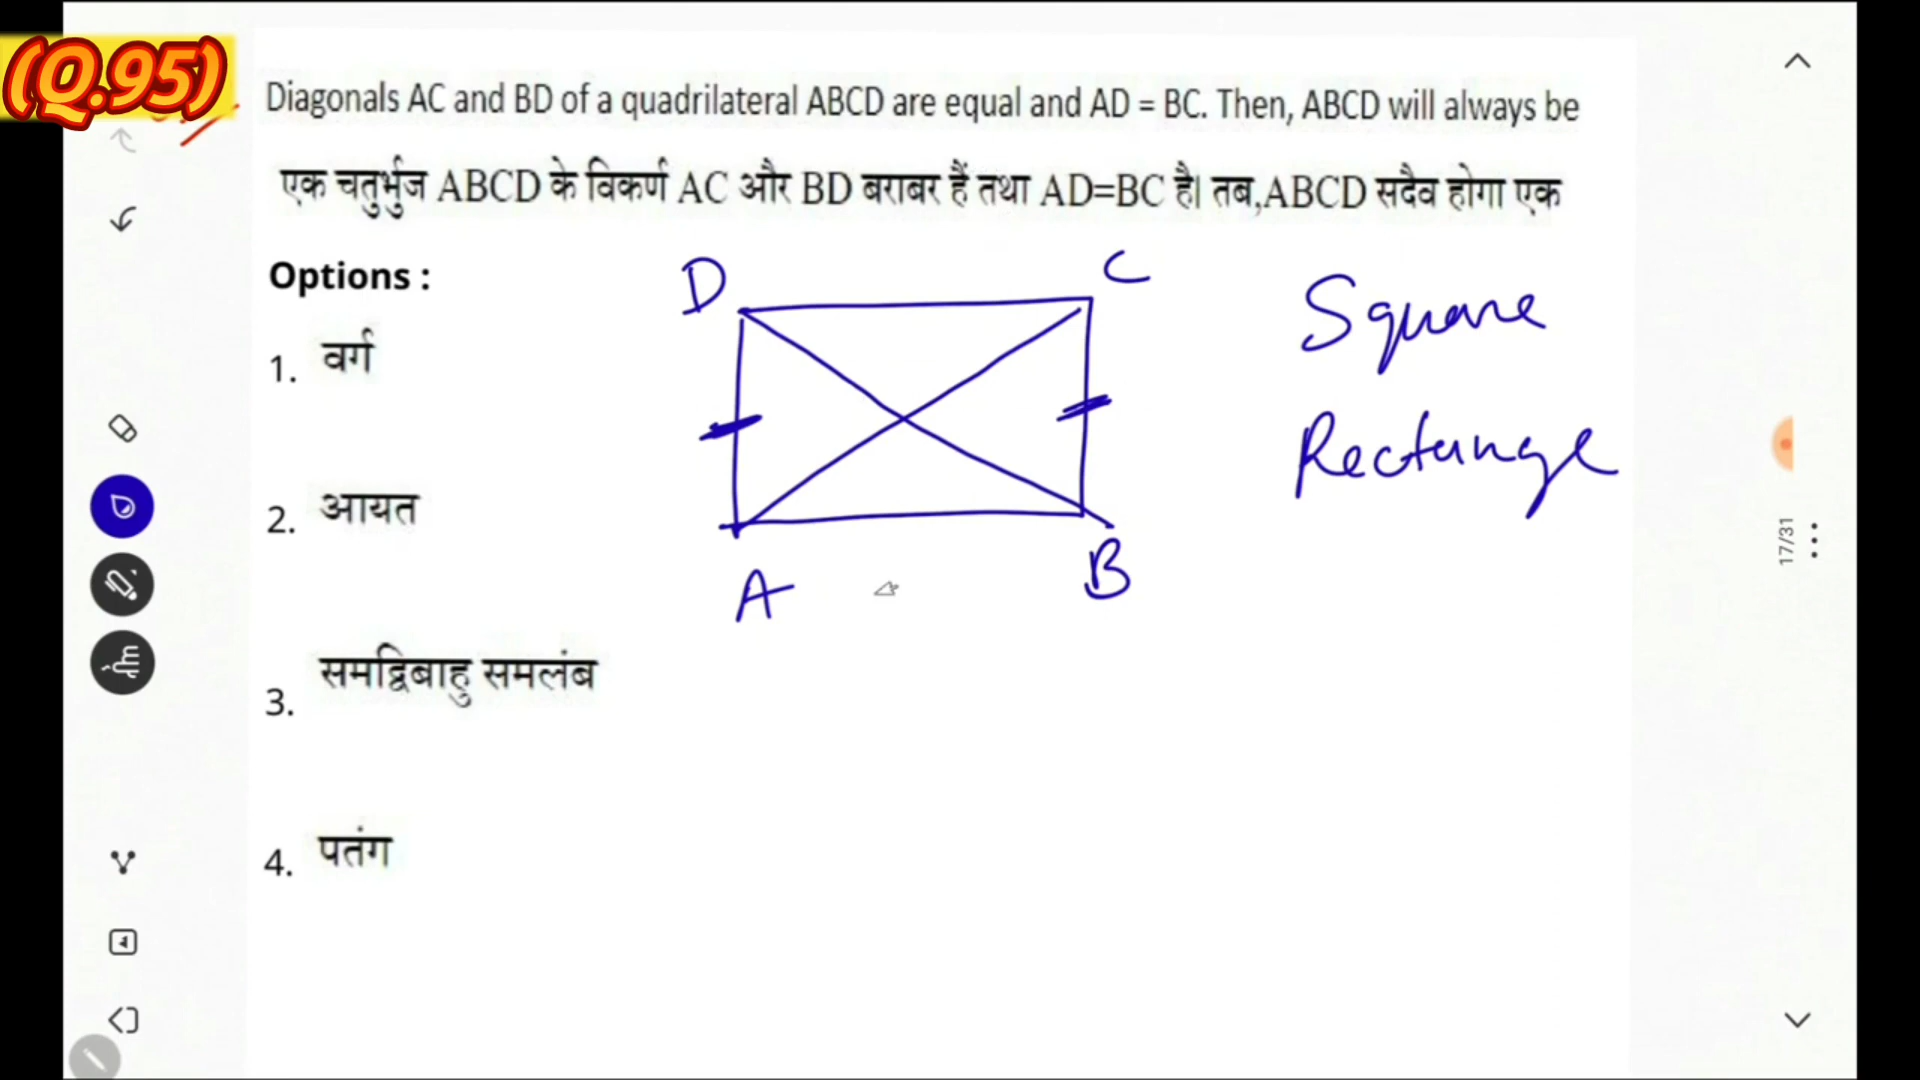 (Q.95)
Diagonals AC and BD of a quadrilateral ABCD are equal and AD = BC. Then, ABCD will always be
एक चतुर्भुज ABCD के विकर्ण AC और BD बराबर हैं तथा AD=BC है। तब,ABCD सदैव होगा एक
Options :
D C
Square
1. वर्ग
Rectange
2. आयत
17/31
A B
3. समद्विबाहु समलंब
4. पतंग